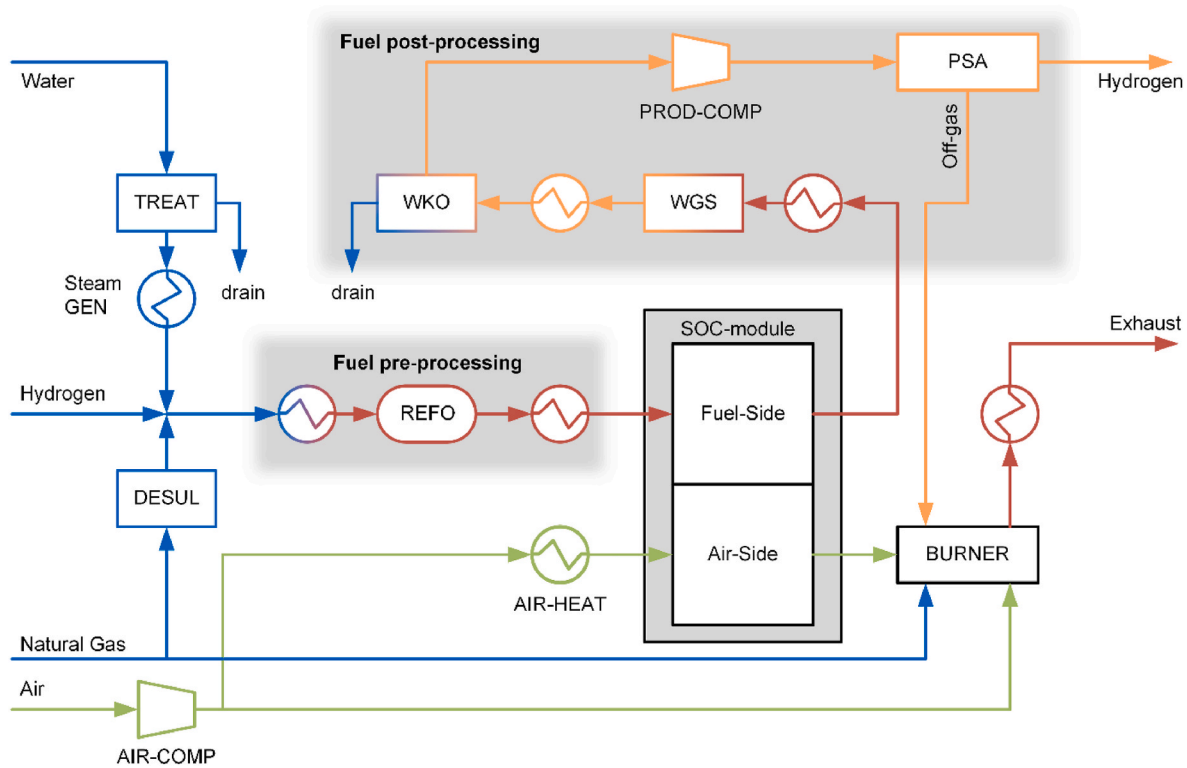 Fuel post-processing
Water
PROD-COMP
PSA
Hydrogen
Off-gas
TREAT
WKO
WGS
Steam
GEN
drain
drain
SOC-module
Exhaust
Fuel pre-processing
Hydrogen
REFO
Fuel-Side
DESUL
Air-Side
BURNER
AIR-HEAT
Natural Gas
Air
AIR-COMP